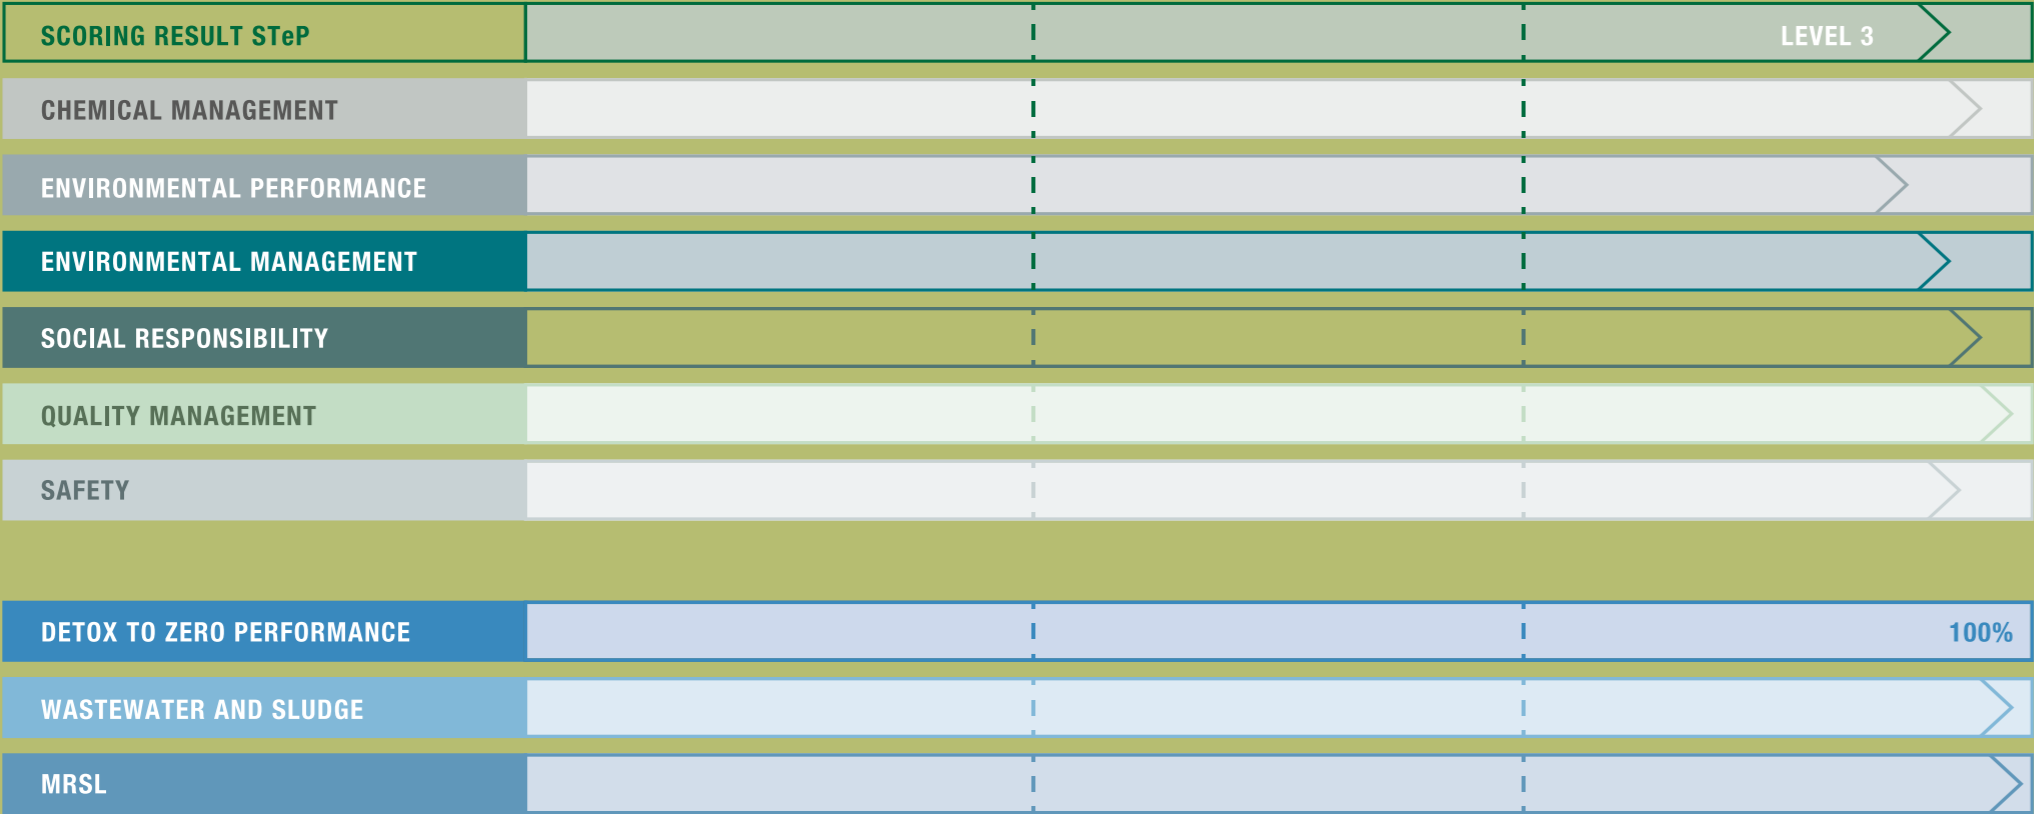 SCORING RESULT STeP
LEVEL 3
CHEMICAL MANAGEMENT
ENVIRONMENTAL PERFORMANCE
ENVIRONMENTAL MANAGEMENT
SOCIAL RESPONSIBILITY
QUALITY MANAGEMENT
SAFETY
DETOX TO ZERO PERFORMANCE
100%
WASTEWATER AND SLUDGE
MRSL